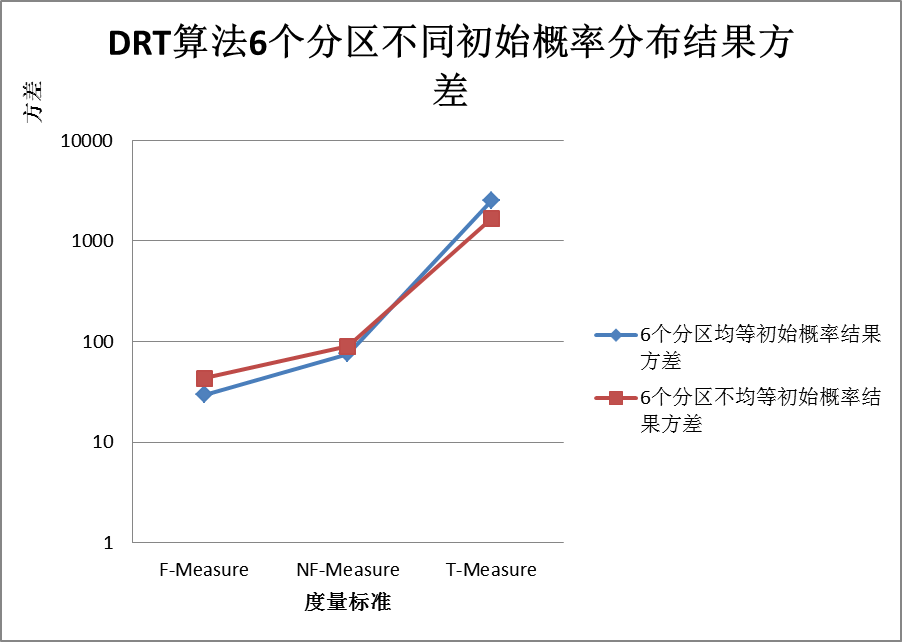 DRT算法6个分区不同初始概率分布结果方
差
方差
10000
1000
100
10
1
F-Measure NF-Measure T-Measure
度量标准
6个分区均等初始概率结果
方差
6个分区不均等初始概率结
果方差